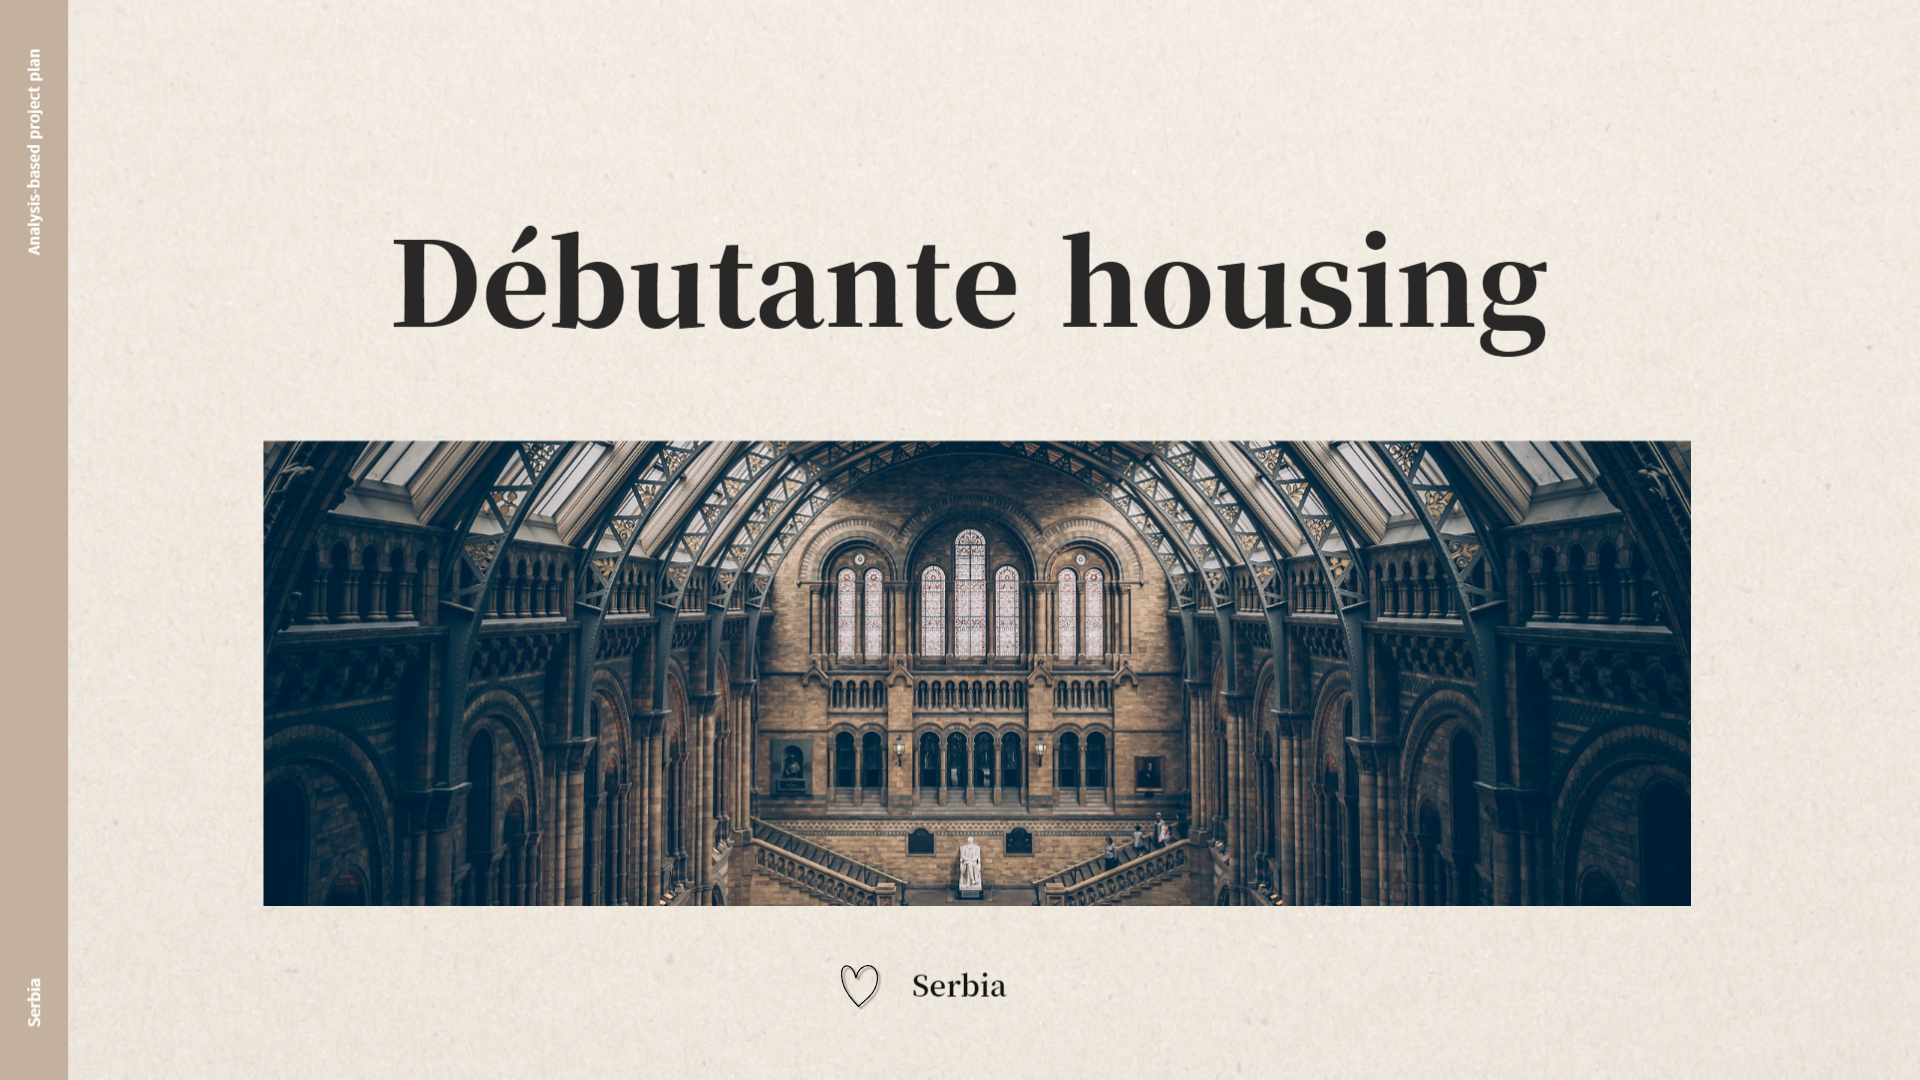 Analysis-based project plan
Débutante housing
Serbia
Serbia